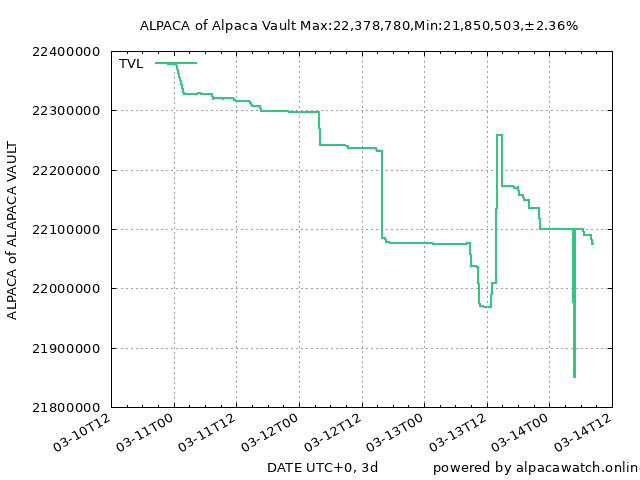 ALPACA of Alpaca Vault Max:22,378,780,Min:21,850,503,±2.36%
TVL
22400000
22300000
22200000
22100000
22000000
21900000
21800000
ALPACA of ALAPACA VAULT
03-10T12
03-11T00
03-11T12
03-12T00
03-12T12
03-13T00
03-13T12
03-14T00
03-14T12
DATE UTC+0, 3d
powered by alpacawatch.online